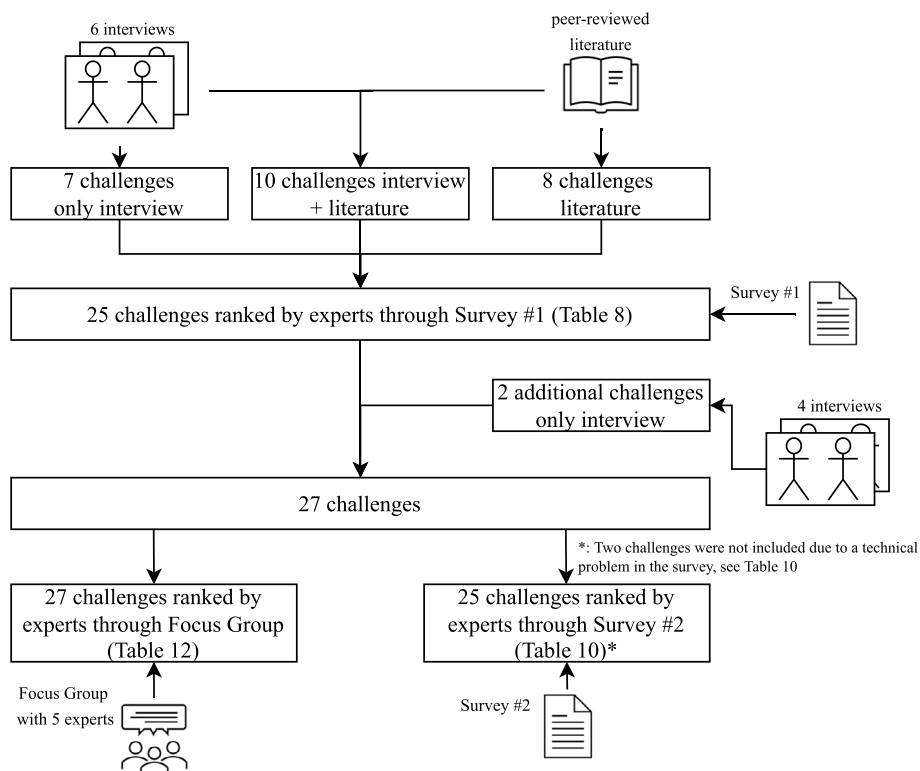 6 interviews
peer-reviewed
literature
7 challenges
only interview
10 challenges interview
+ literature
8 challenges
literature
25 challenges ranked by experts through Survey #1 (Table 8)
Survey #1
2 additional challenges
only interview
4 interviews
27 challenges
*: Two challenges were not included due to a technical
problem in the survey, see Table 10
27 challenges ranked by
experts through Focus Group
(Table 12)
25 challenges ranked by
experts through Survey #2
(Table 10)*
Focus Group
with 5 experts
Survey #2